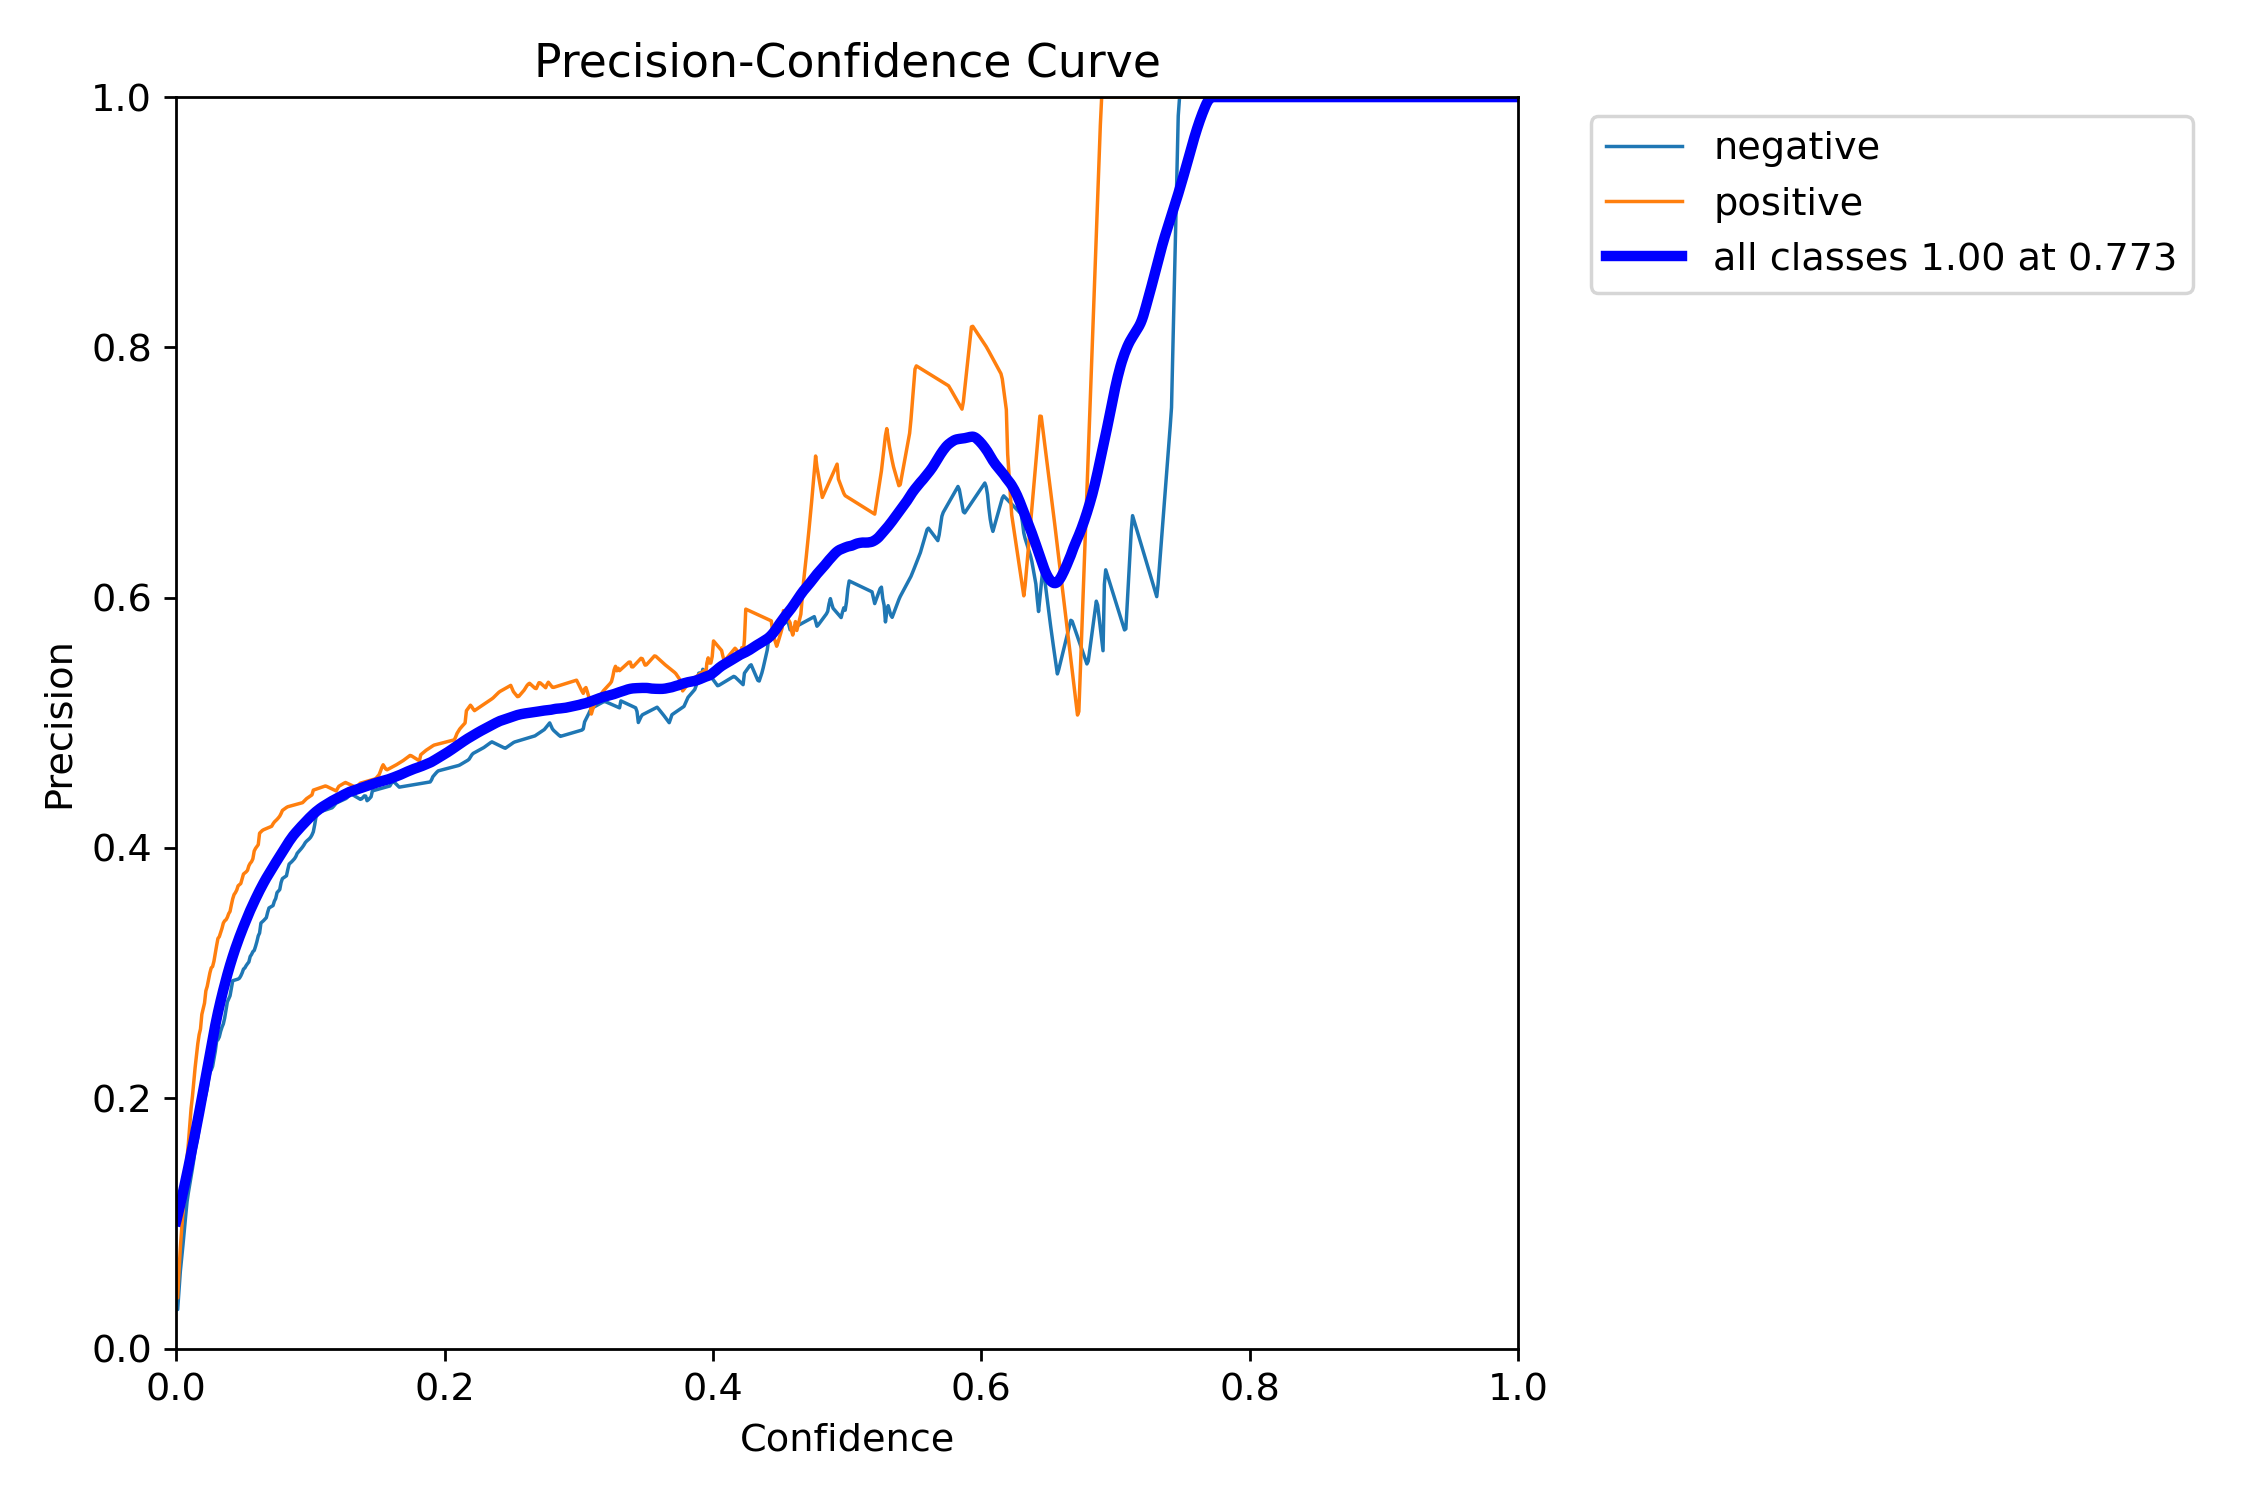 Precision-Confidence Curve
1.0
0.8
0.6
0.4
0.2
0.0
Precision
0.0 0.2 0.4 0.6 0.8 1.0
Confidence
negative
positive
all classes 1.00 at 0.773